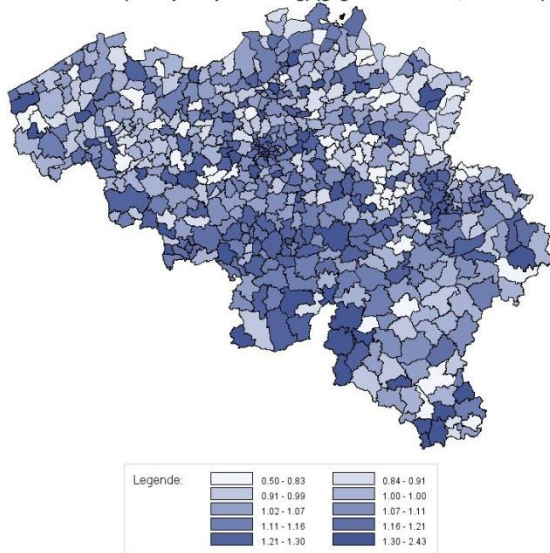 Legende:
0.50 - 0.83 0.84 - 0.91
0.91 - 0.99 1.00 - 1.00
1.02 - 1.07 1.07 - 1.11
1.11 - 1.16 1.16 - 1.21
1.21 - 1.30 1.30 - 2.43